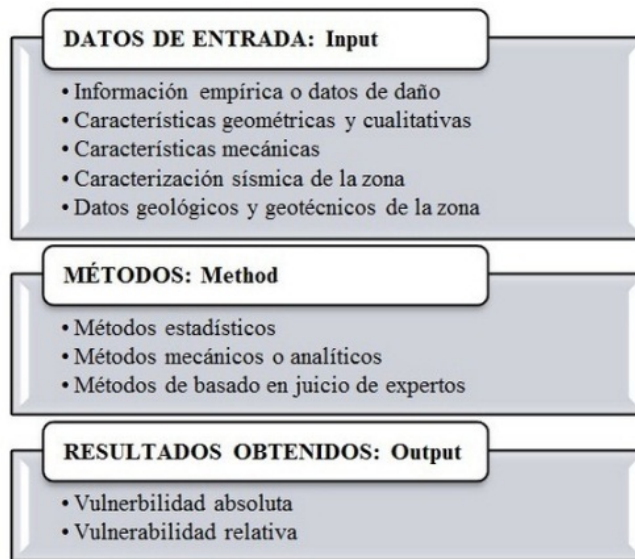 DATOS DE ENTRADA: Input
• Información empírica o datos de daño
• Características geométricas y cualitativas
• Características mecánicas
• Caracterización sísmica de la zona
• Datos geológicos y geotécnicos de la zona
MÉTODOS: Method
• Métodos estadísticos
• Métodos mecánicos o analíticos
• Métodos de basado en juicio de expertos
RESULTADOS OBTENIDOS: Output
• Vulnerbilidad absoluta
• Vulnerabilidad relativa